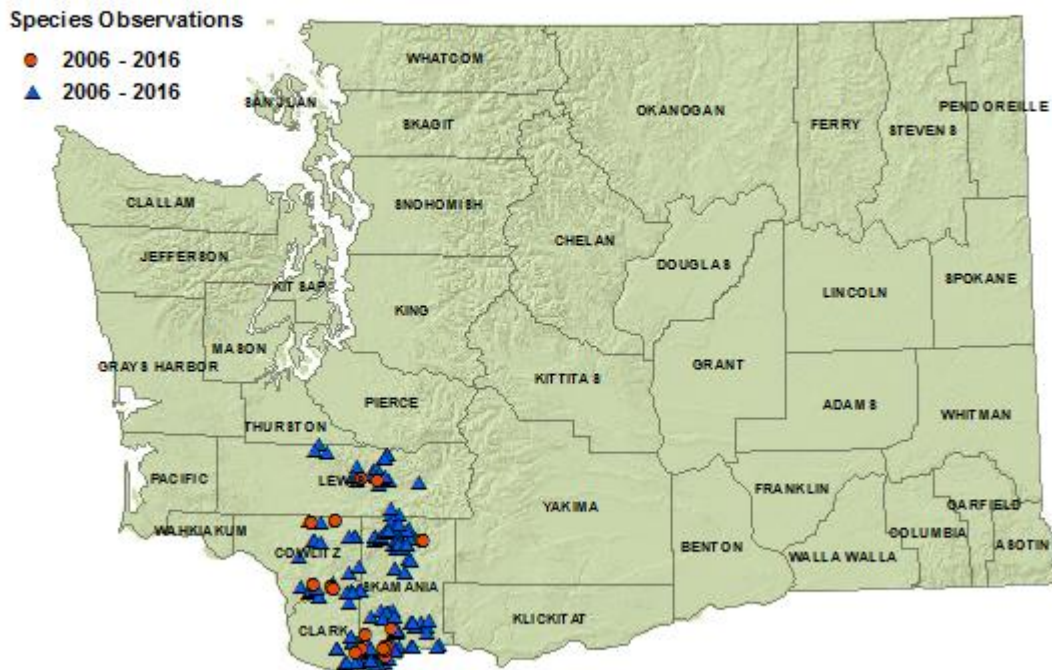 Species Observations
2006 - 2016
2006 - 2016
WHATCOM
SAN JUAN
OKANOGAN
FERRY
STEVENS
PEND OREILLE
SKAGIT
CLALLAM
SNOHOMISH
CHELAN
DOUGLAS
JEFFERSON
KITSAP
SPOKANE
LINCOLN
KING
MASON
GRAYS HARBOR
GRANT
KITTITAS
PIERCE
ADAMS
WHITMAN
THURSTON
PACIFIC
LEWIS
FRANKLIN
YAKIMA
GARFIELD
WAHKIAKUM
COLUMBIA
COWLITZ
BENTON
WALLA WALLA
ASOTIN
SKAMANIA
KLICKITAT
CLARK